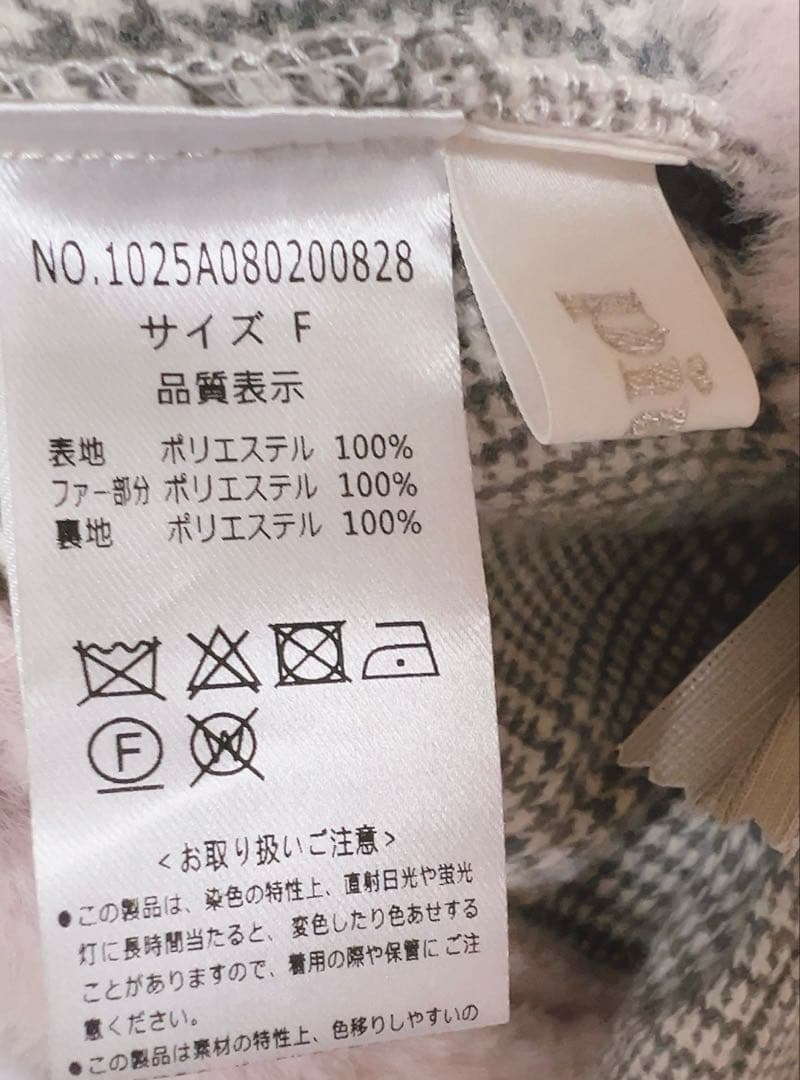 NO.1025A080200828
サイズ F
品質表示
表地 ポリエステル 100%
ファー部分 ポリエステル 100%
裏地 ポリエステル 100%
F
W
<お取り扱いご注意>
●この製品は、染色の特性上、直射日光や蛍光
灯に長時間当たると、変色したり色あせする
ことがありますので、着用の際や保管に ご注
意ください。
●この製品は素材の特性上、色移りしやすいの